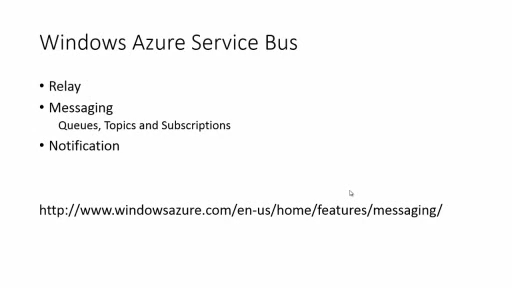 Windows Azure Service Bus
• Relay
• Messaging
Queues, Topics and Subscriptions
• Notification
http://www.windowsazure.com/en-us/home/features/messaging/